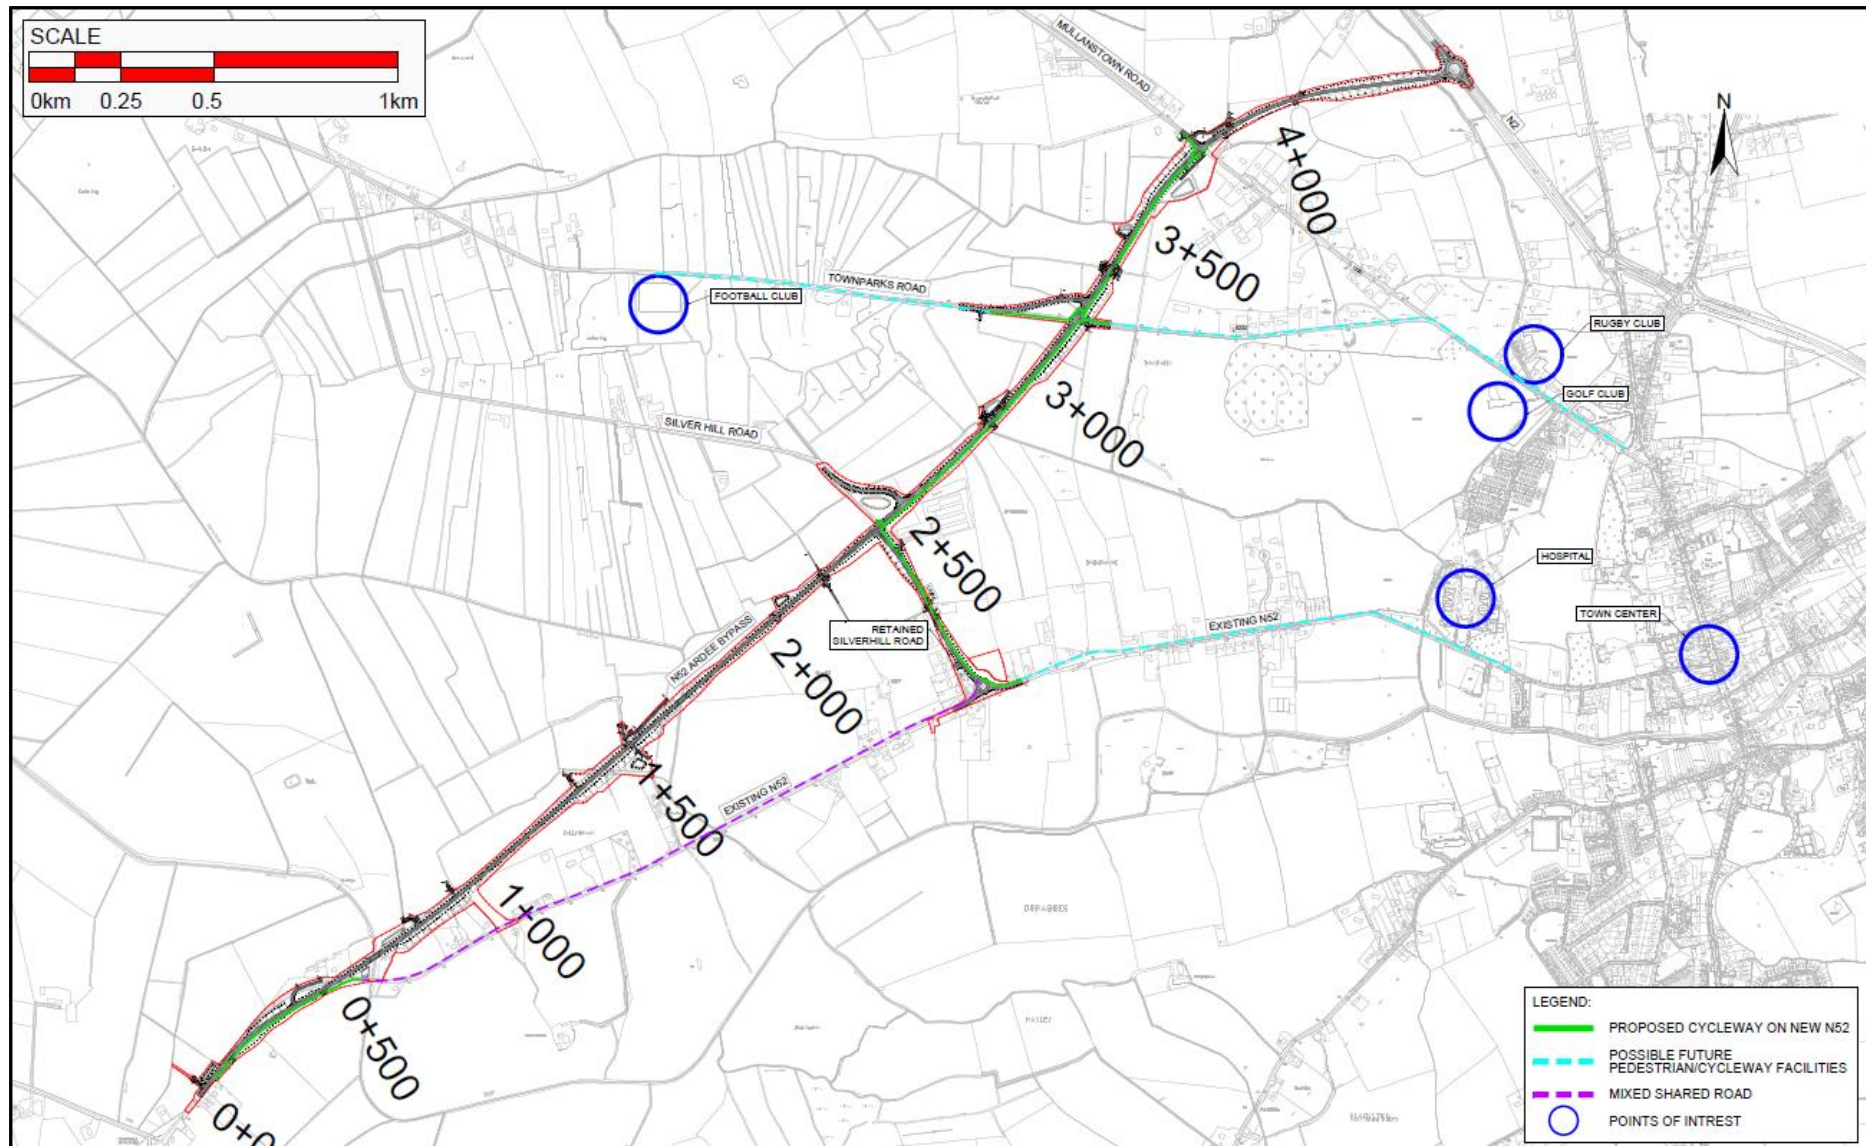 SCALE
0km 0.25 0.5 1km
MULLANSTOWN ROAD
N2
N
4+000
3+500
TOWNPARKS ROAD
FOOTBALL CLUB
RUGBY CLUB
GOLF CLUB
3+000
SILVER HILL ROAD
2+500
HOSPITAL
TOWN CENTER
EXISTING N52
RETAINED
SILVERHILL ROAD
N52 ARDEE BYPASS
2+000
EXISTING N52
1+500
1+000
0+500
0+0
LEGEND:
PROPOSED CYCLEWAY ON NEW N52
POSSIBLE FUTURE
PEDESTRIAN/CYCLEWAY FACILITIES
MIXED SHARED ROAD
POINTS OF INTREST